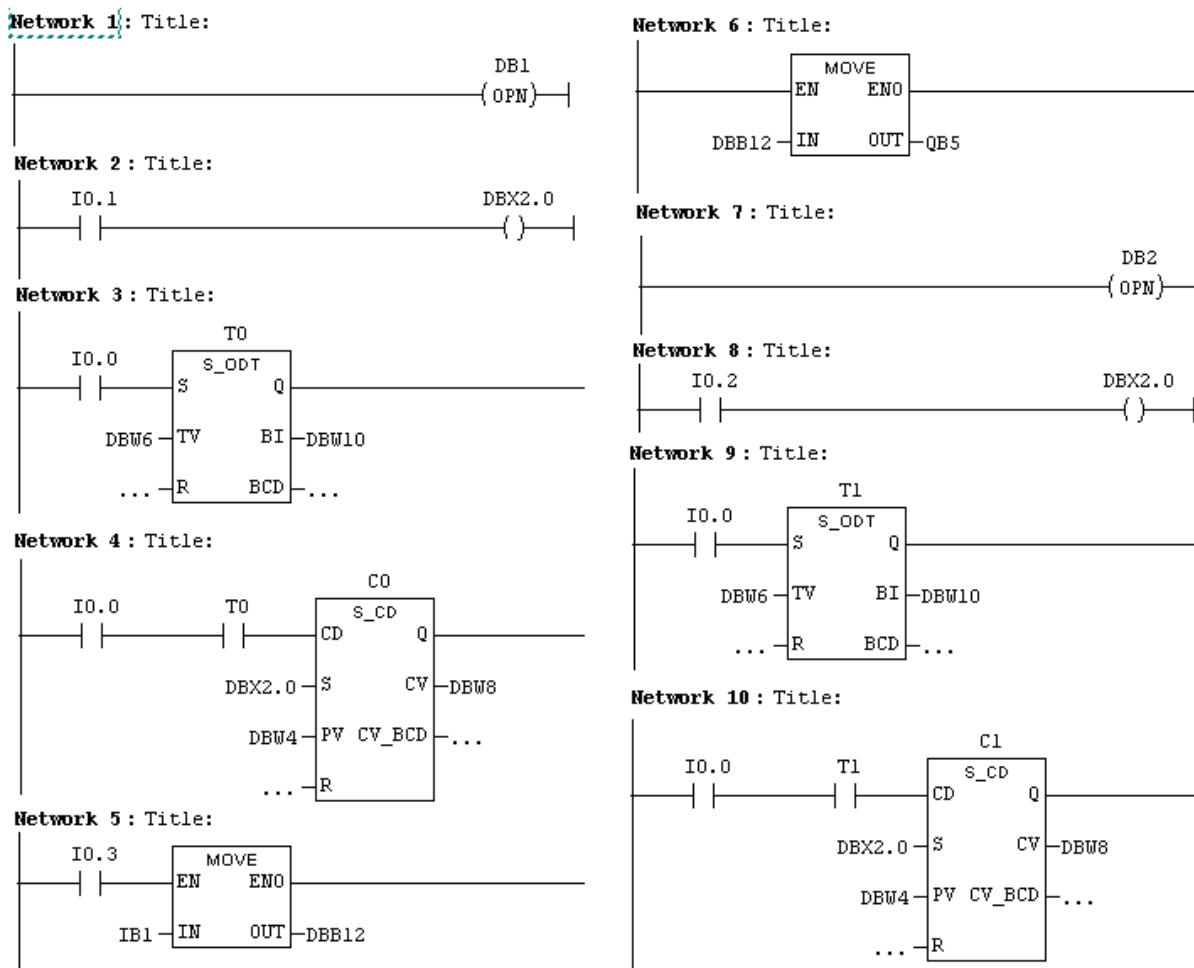 Network 1: Title:
DB1
(OPN)
Network 2: Title:
I0.1 DBX2.0
( )
Network 3: Title:
T0
I0.0 S_ODT
S Q
DBW6 TV BI DBW10
... R BCD ...
Network 4: Title:
C0
I0.0 T0 S_CD
CD Q
DBX2.0 S CV DBW8
DBW4 PV CV_BCD ...
... R
Network 5: Title:
I0.3 MOVE
EN ENO
IB1 IN OUT DBB12
Network 6: Title:
MOVE
EN ENO
DBB12 IN OUT QB5
Network 7: Title:
DB2
(OPN)
Network 8: Title:
I0.2 DBX2.0
( )
Network 9: Title:
T1
I0.0 S_ODT
S Q
DBW6 TV BI DBW10
... R BCD ...
Network 10: Title:
C1
I0.0 T1 S_CD
CD Q
DBX2.0 S CV DBW8
DBW4 PV CV_BCD ...
... R